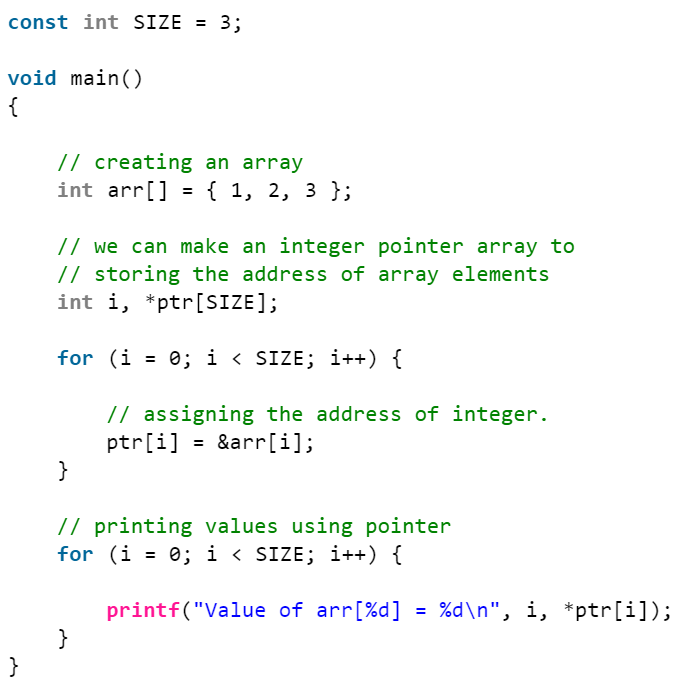 const int SIZE = 3;
void main()
{
// creating an array
int arr[] = { 1, 2, 3 };
// we can make an integer pointer array to
// storing the address of array elements
int i, *ptr[SIZE];
for (i = 0; i < SIZE; i++) {
// assigning the address of integer.
ptr[i] = &arr[i];
}
// printing values using pointer
for (i = 0; i < SIZE; i++) {
printf("Value of arr[%d] = %d\n", i, *ptr[i]);
}
}